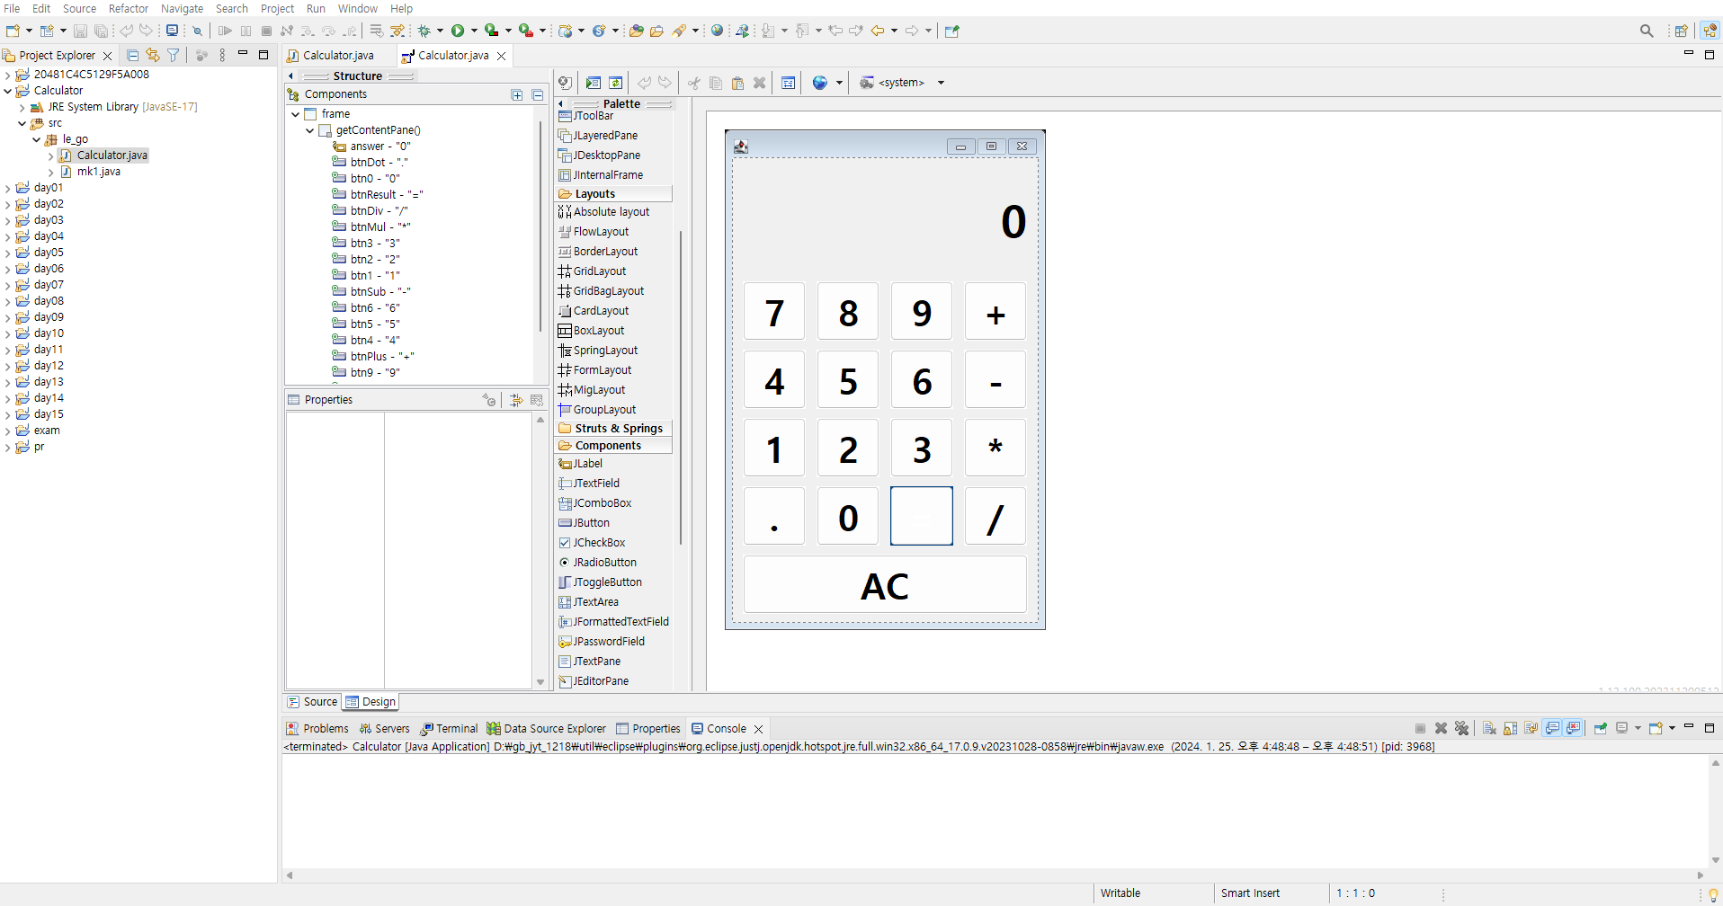 File Edit Source Refactor Navigate Search Project Run Window Help
Project Explorer
Calculator.java
Calculator.java
20481C4C5129F5A008
Calculator
JRE System Library [JavaSE-17]
src
le_go
Calculator.java
mk1.java
day01
day02
day03
day04
day05
day06
day07
day08
day09
day10
day11
day12
day13
day14
day15
exam
pr
Structure
Components
frame
getContentPane()
answer - "0"
btnDot - "."
btn0 - "0"
btnResult - "="
btnDiv - "/"
btnMul - "*"
btn3 - "3"
btn2 - "2"
btn1 - "1"
btnSub - "-"
btn6 - "6"
btn5 - "5"
btn4 - "4"
btnPlus - "+"
btn9 - "9"
Properties
<system>
Palette
JToolBar
JLayeredPane
JDesktopPane
JInternalFrame
Layouts
Absolute layout
FlowLayout
BorderLayout
GridLayout
GridBagLayout
CardLayout
BoxLayout
SpringLayout
FormLayout
MigLayout
GroupLayout
Struts & Springs
Components
JLabel
JTextField
JComboBox
JButton
JCheckBox
JRadioButton
JToggleButton
JTextArea
JFormattedTextField
JPasswordField
JTextPane
JEditorPane
0
7 8 9 +
4 5 6 -
1 2 3 *
. 0 /
AC
Source Design
Problems Servers Terminal Data Source Explorer Properties Console
<terminated> Calculator [Java Application] D:₩gb_jyt_1218₩util₩eclipse₩plugins₩org.eclipse.justj.openjdk.hotspot.jre.full.win32.x86_64_17.0.9.v20231028-0858₩jre₩bin₩javaw.exe (2024. 1. 25. 오후 4:48:48 – 오후 4:48:51) [pid: 3968]
Writable Smart Insert 1 : 1 : 0